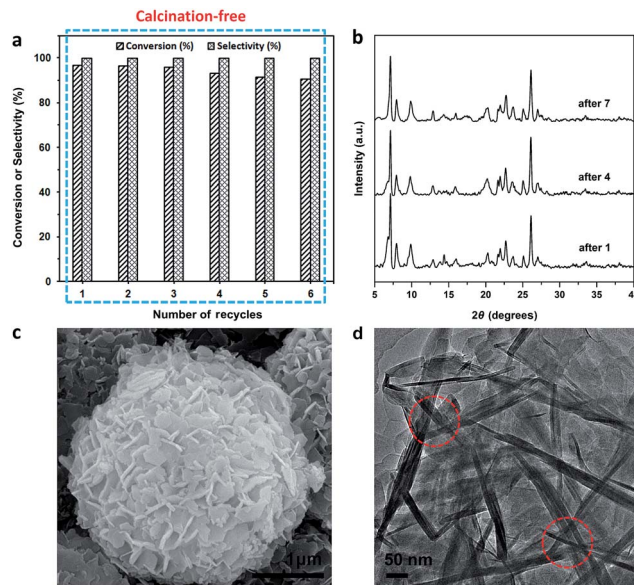 Calcination-free
a
Conversion (%) Selectivity (%)
Conversion or Selectivity (%)
100
80
60
40
20
0
1 2 3 4 5 6
Number of recycles
b
Intensity (a.u.)
after 7
after 4
after 1
5 10 15 20 25 30 35 40
2θ (degrees)
c
1μm
d
50 nm